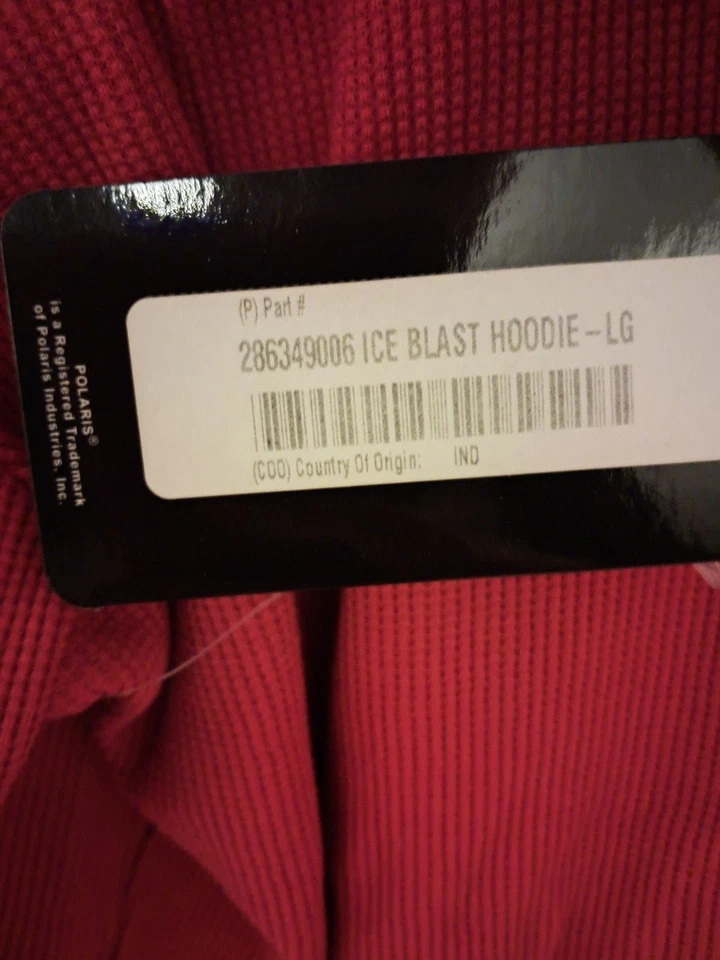 (P) Part #
286349006 ICE BLAST HOODIE-LG
(COO) Country Of Origin: IND
POLARIS®
is a Registered Trademark
of Polaris Industries, Inc.